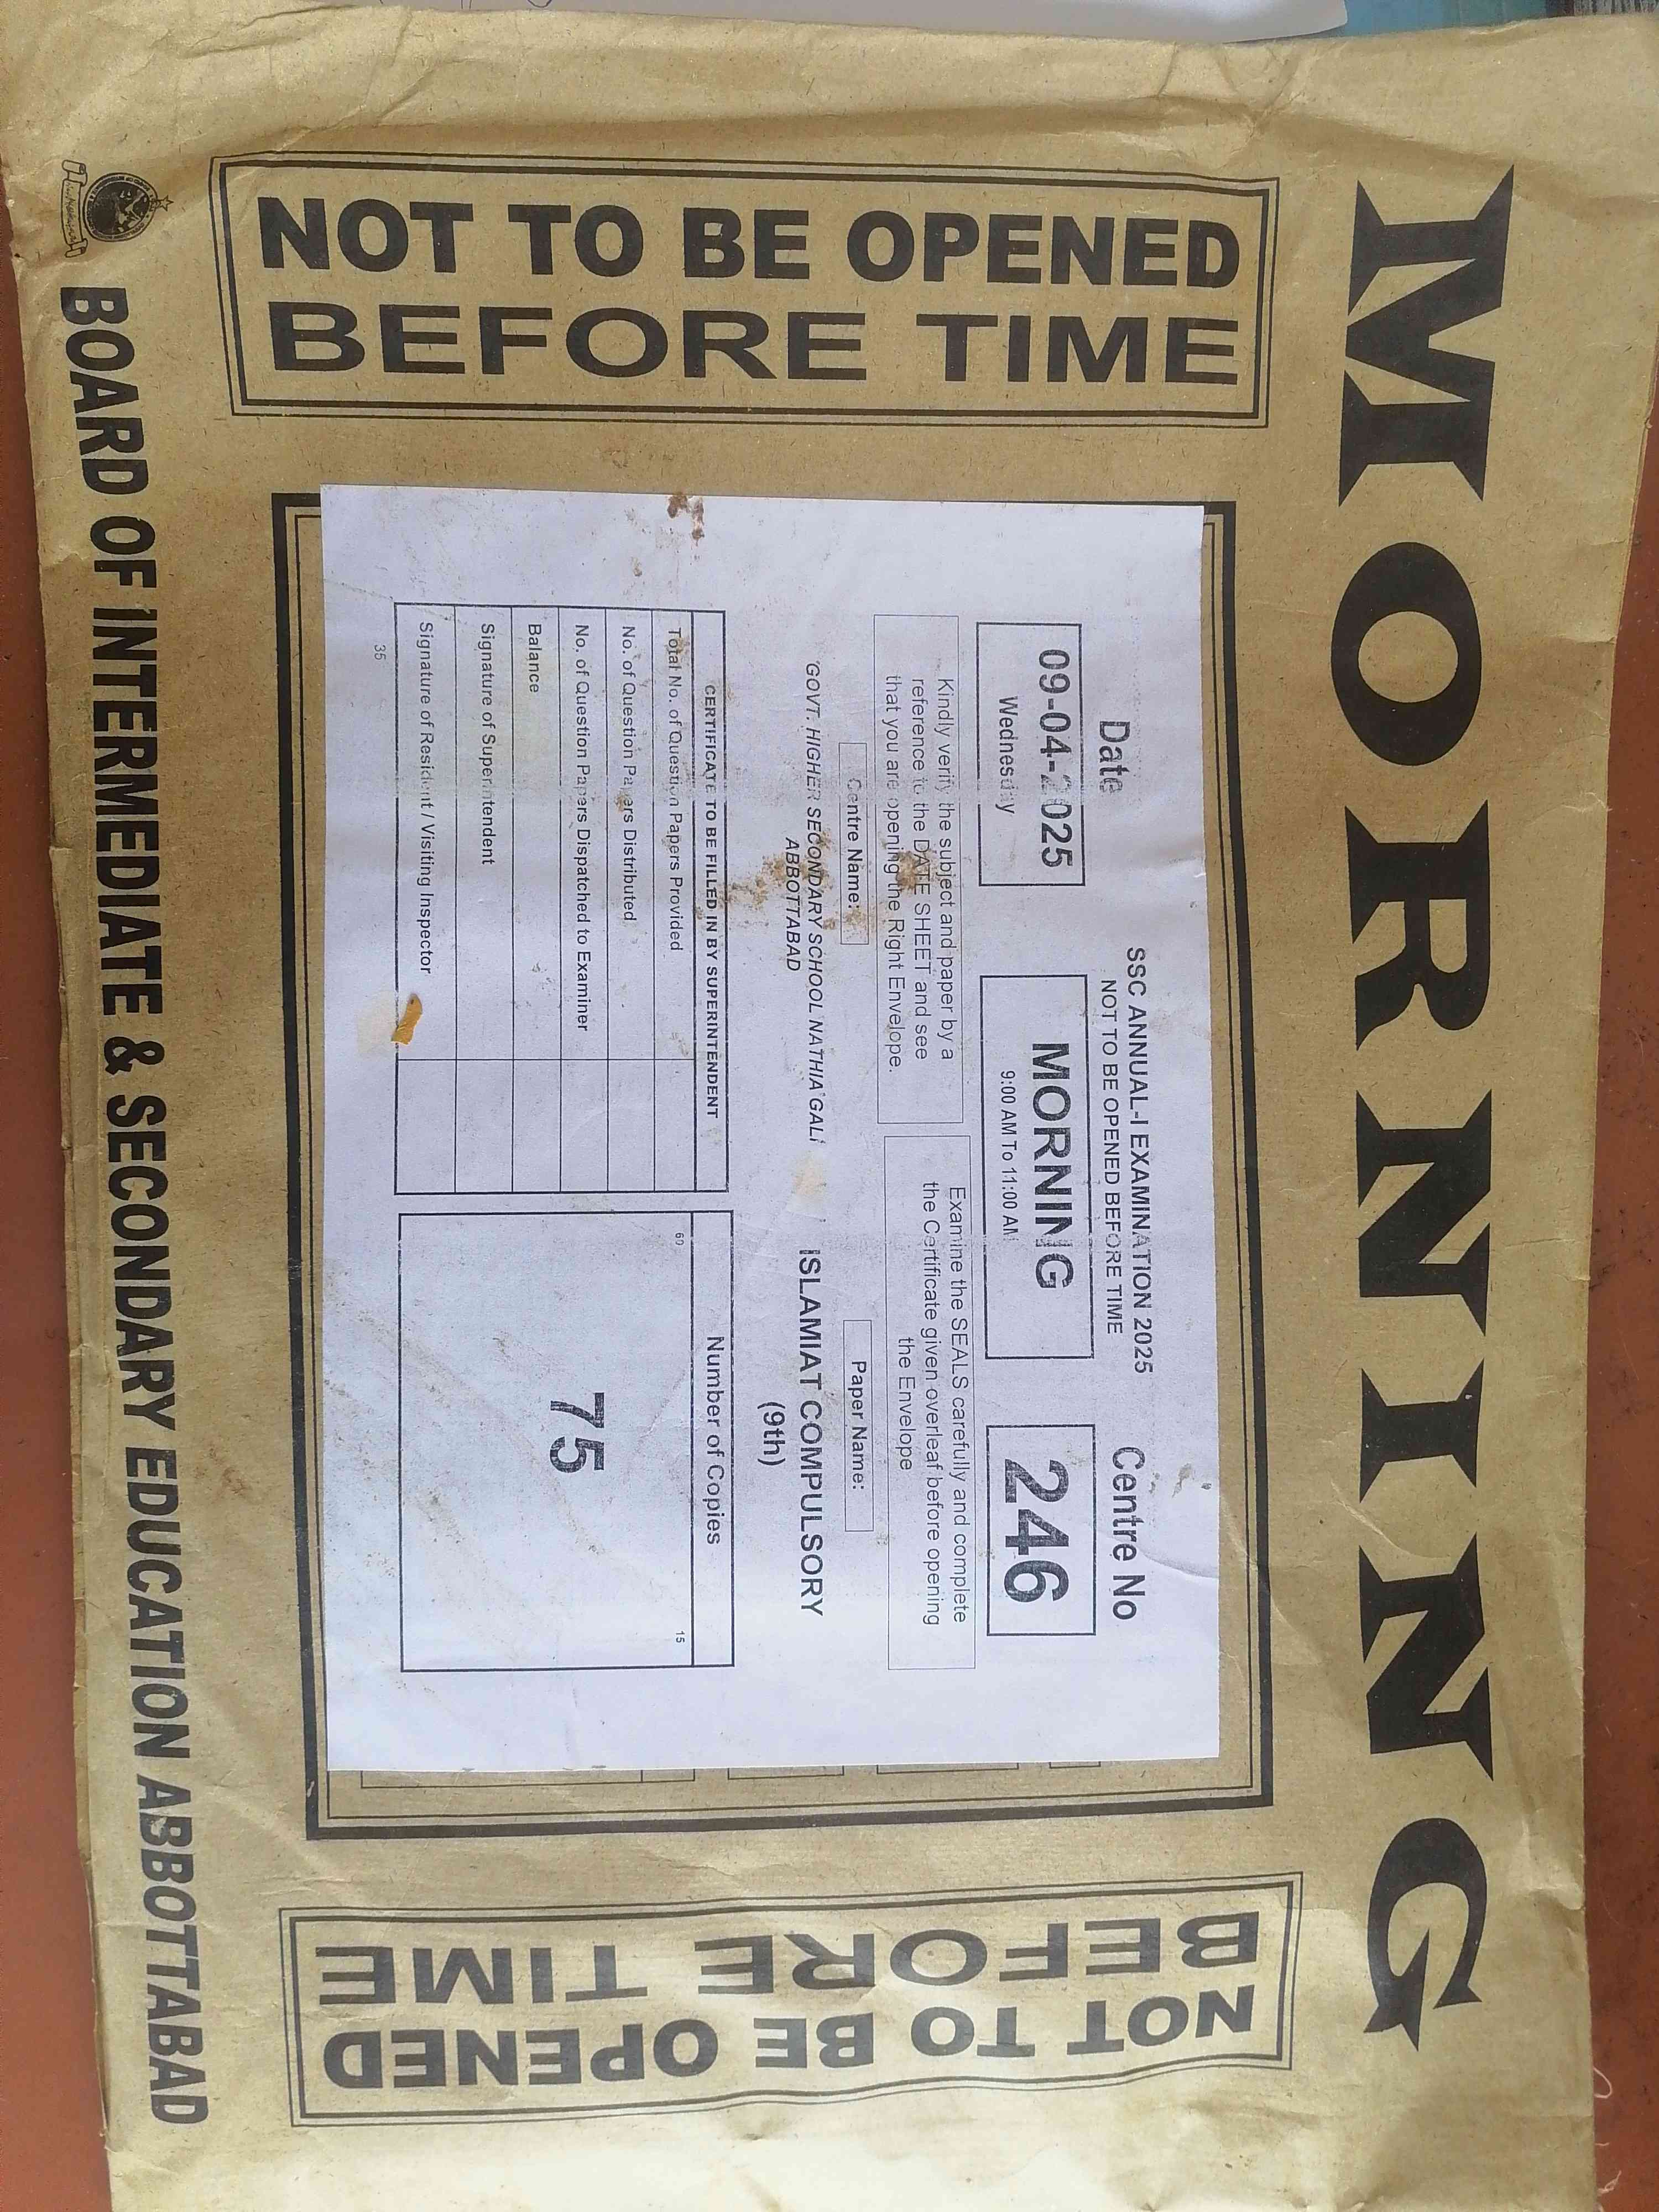 MORNING
NOT TO BE OPENED
BEFORE TIME
SSC ANNUAL-I EXAMINATION 2025
NOT TO BE OPENED BEFORE TIME
Date
Centre No
09-04-2025
Wednesday
MORNING
9:00 AM To 11:00 AM
246
Kindly verify the subject and paper by a
reference to the DATE SHEET and see
that you are opening the Right Envelope.
Examine the SEALS carefully and complete
the Certificate given overleaf before opening
the Envelope
Centre Name:
Paper Name:
GOVT. HIGHER SECONDARY SCHOOL NATHIA GALI
ABBOTTABAD
ISLAMIAT COMPULSORY
(9th)
CERTIFICATE TO BE FILLED IN BY SUPERINTENDENT
Total No. of Question Papers Provided
No. of Question Papers Distributed
No. of Question Papers Dispatched to Examiner
Balance
Signature of Superintendent
Signature of Resident / Visiting Inspector
35
Number of Copies
60
15
75
NOT TO BE OPENED
BEFORE TIME
BOARD OF INTERMEDIATE & SECONDARY EDUCATION ABBOTTABAD